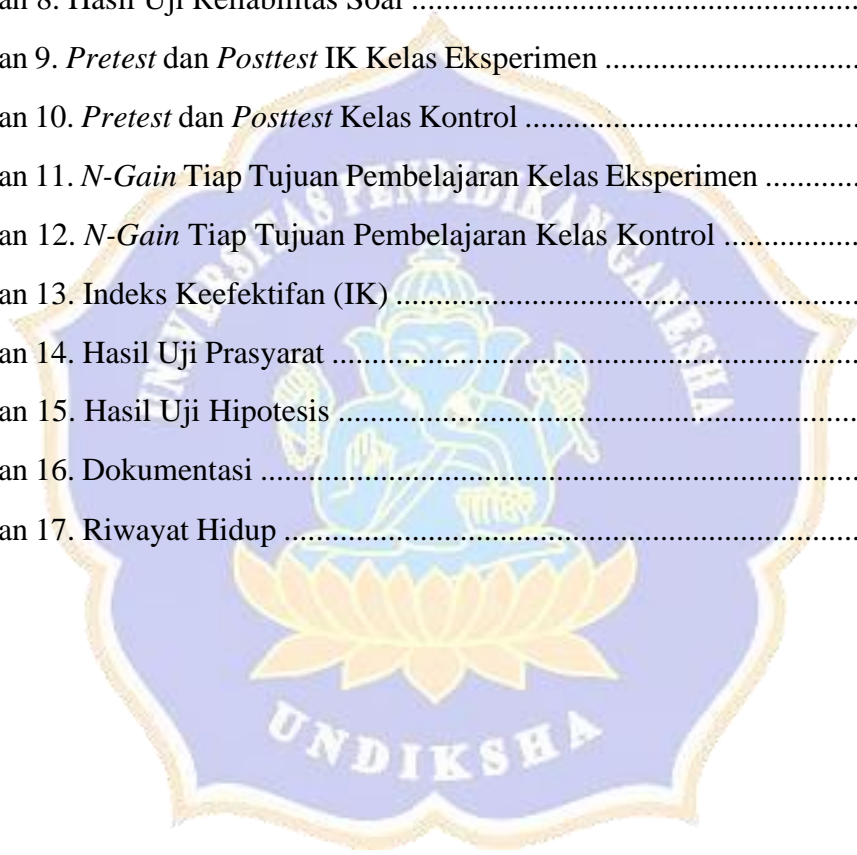 an 8. Hasil Uji Reliabilitas Soal ..................................................................
an 9. Pretest dan Posttest IK Kelas Eksperimen ...................................
an 10. Pretest dan Posttest Kelas Kontrol .............................................
an 11. N-Gain Tiap Tujuan Pembelajaran Kelas Eksperimen ............
an 12. N-Gain Tiap Tujuan Pembelajaran Kelas Kontrol .................
an 13. Indeks Keefektifan (IK) ..............................................................
an 14. Hasil Uji Prasyarat .......................................................................
an 15. Hasil Uji Hipotesis ......................................................................
an 16. Dokumentasi ................................................................................
an 17. Riwayat Hidup .............................................................................
UNIVERSITAS PENDIDIKAN GANESHA
UNDIKSHA